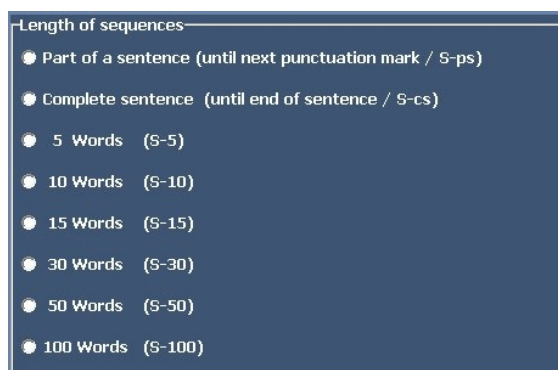 Length of sequences
Part of a sentence (until next punctuation mark / S-ps)
Complete sentence (until end of sentence / S-cs)
5 Words (S-5)
10 Words (S-10)
15 Words (S-15)
30 Words (S-30)
50 Words (S-50)
100 Words (S-100)